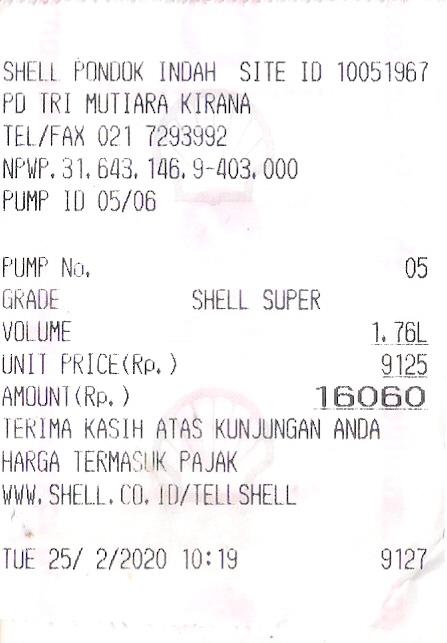 SHELL PONDOK INDAH SITE ID 10051967
PD TRI MUTIARA KIRANA
TEL/FAX 021 7293992
NPWP.31.643.146.9-403.000
PUMP ID 05/06
PUMP No. 05
GRADE SHELL SUPER
VOLUME 1.76L
UNIT PRICE(Rp.) 9125
AMOUNT(Rp.) 16060
TERIMA KASIH ATAS KUNJUNGAN ANDA
HARGA TERMASUK PAJAK
WWW.SHELL.CO.ID/TELLSHELL
TUE 25/ 2/2020 10:19 9127